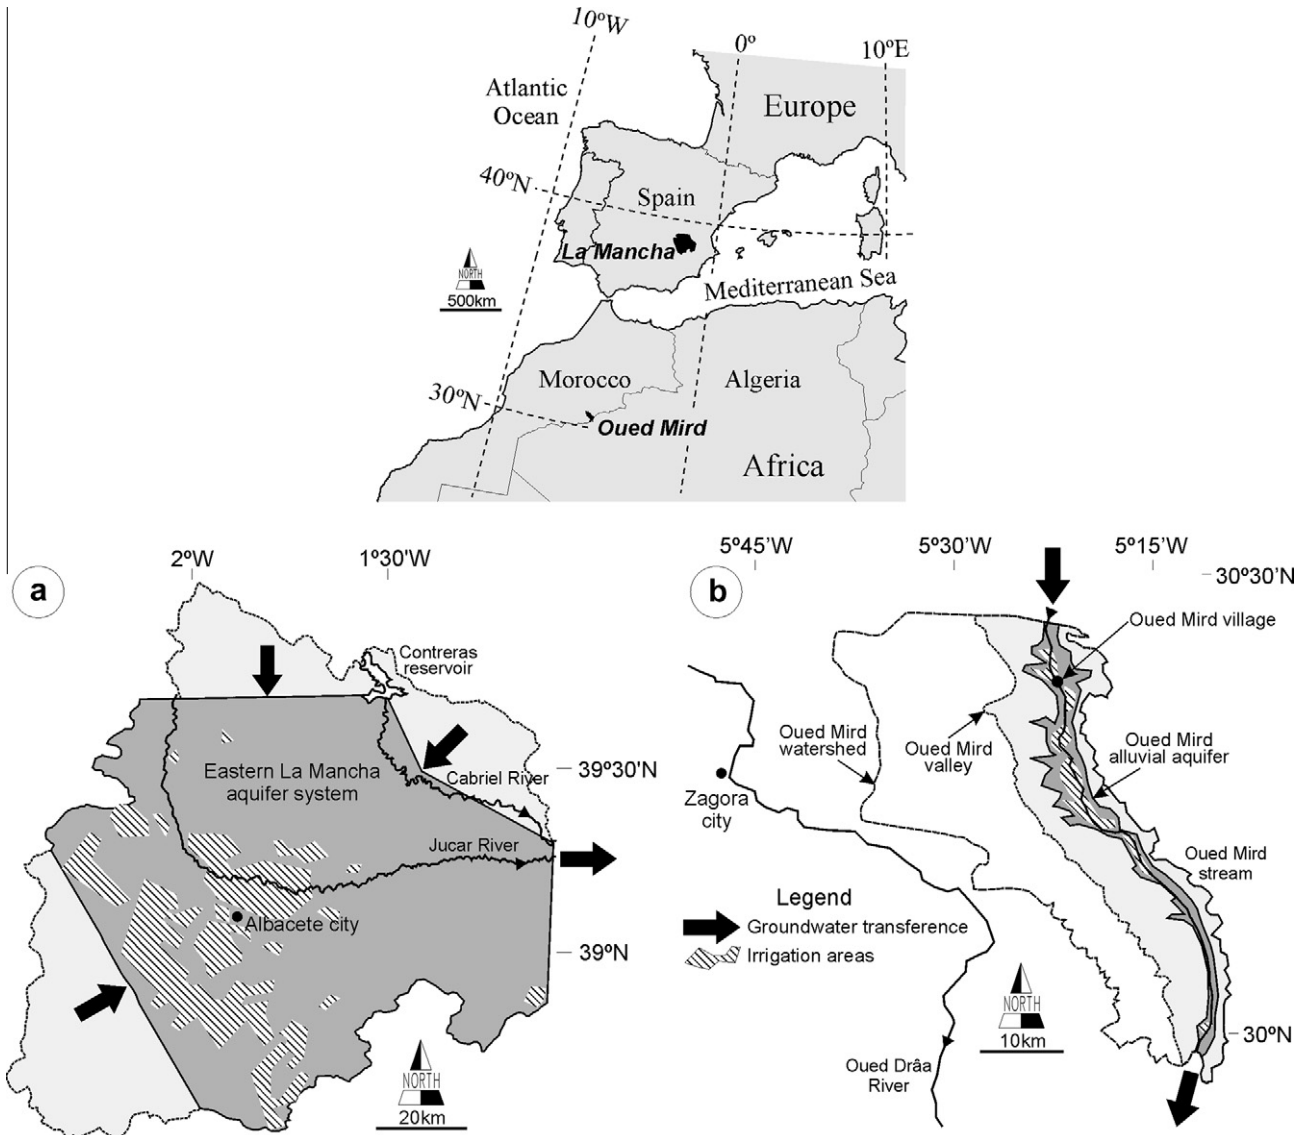 10ºW
0º
10ºE
Atlantic
Ocean
Europe
40ºN
Spain
La Mancha
NORTH
500km
Mediterranean Sea
Morocco
Algeria
30ºN
Oued Mird
Africa
a
2ºW
1º30'W
Contreras
reservoir
Eastern La Mancha
aquifer system
Cabriel River
39º30'N
Jucar River
Albacete city
39ºN
NORTH
20km
b
5º45'W
5º30'W
5º15'W
30º30'N
Oued Mird village
Oued Mird
watershed
Oued Mird
valley
Oued Mird
alluvial aquifer
Zagora
city
Oued Mird
stream
Legend
Groundwater transference
Irrigation areas
NORTH
10km
30ºN
Oued Drâa
River